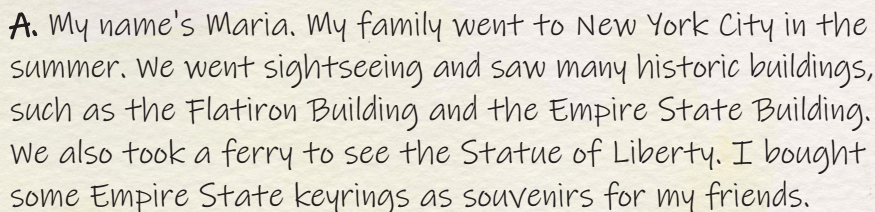 A. My name's Maria. My family went to New York City in the
summer. We went sightseeing and saw many historic buildings,
such as the Flatiron Building and the Empire State Building.
We also took a ferry to see the Statue of Liberty. I bought
some Empire State keyrings as souvenirs for my friends.